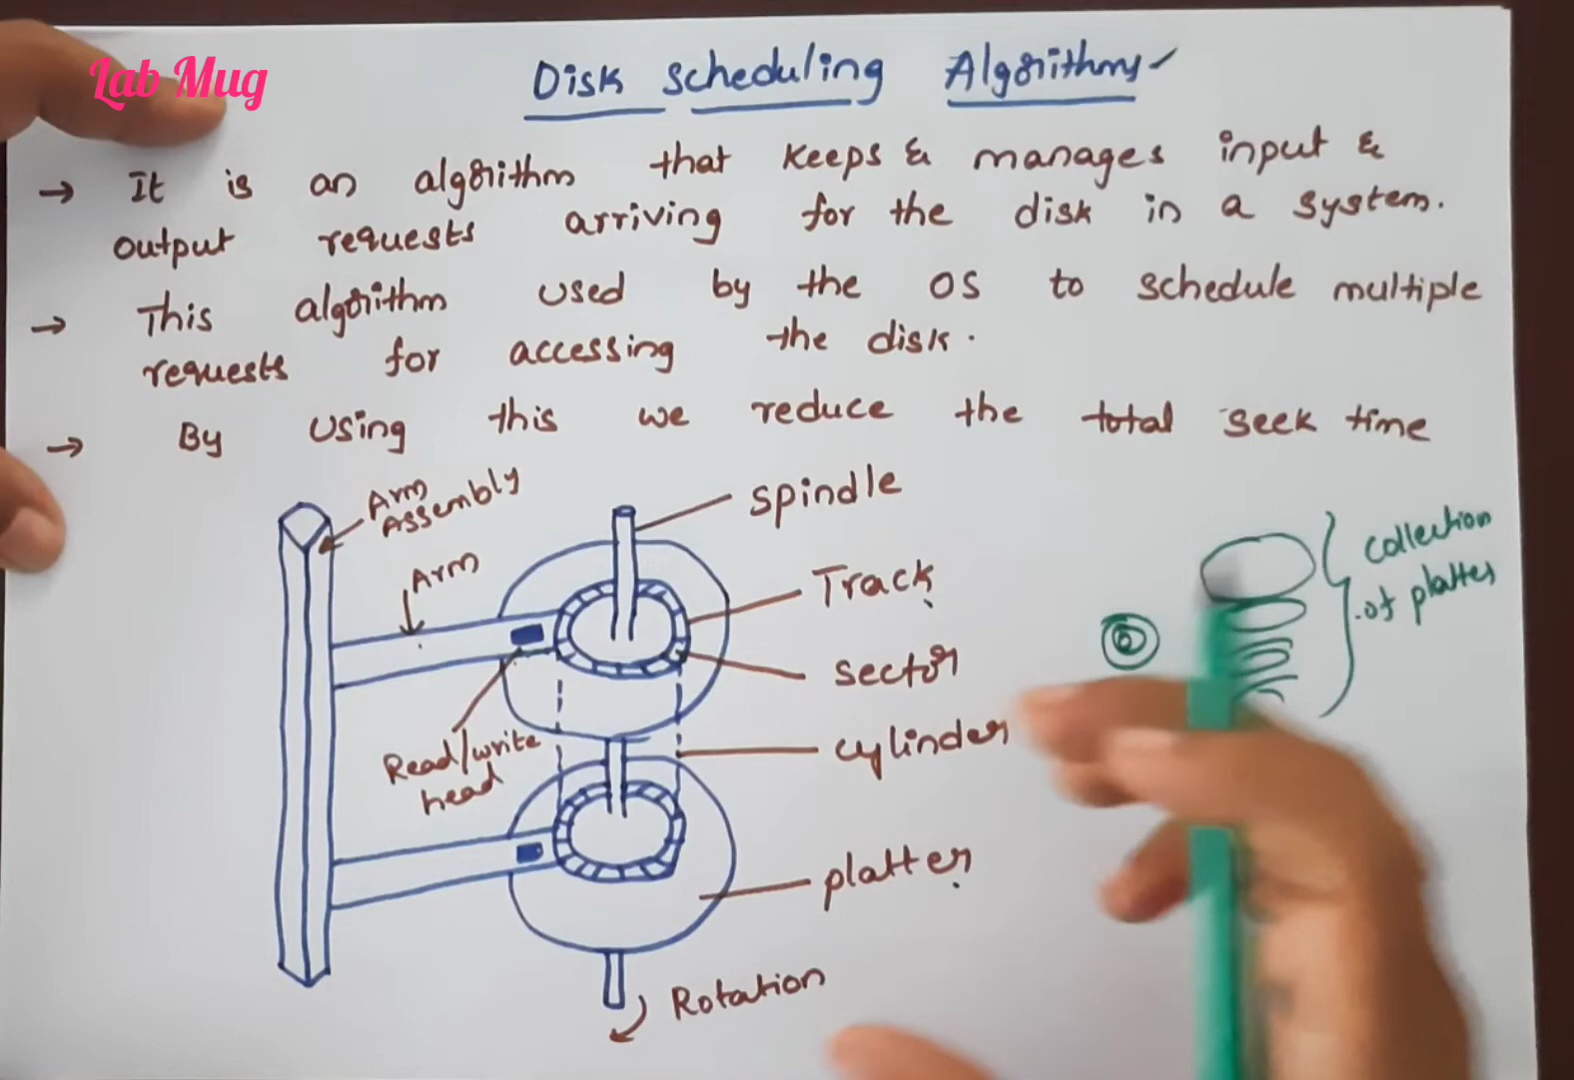 Lab Mug
Disk Scheduling Algorithms
→ It is an algorithm that keeps & manages input &
output requests arriving for the disk in a system.
→ This algorithm used by the OS to schedule multiple
requests for accessing the disk.
→ By using this we reduce the total seek time
Arm
Assembly
Arm
Spindle
Track
Sector
Read/write
head
cylinder
platter
Rotation
collection
of platters